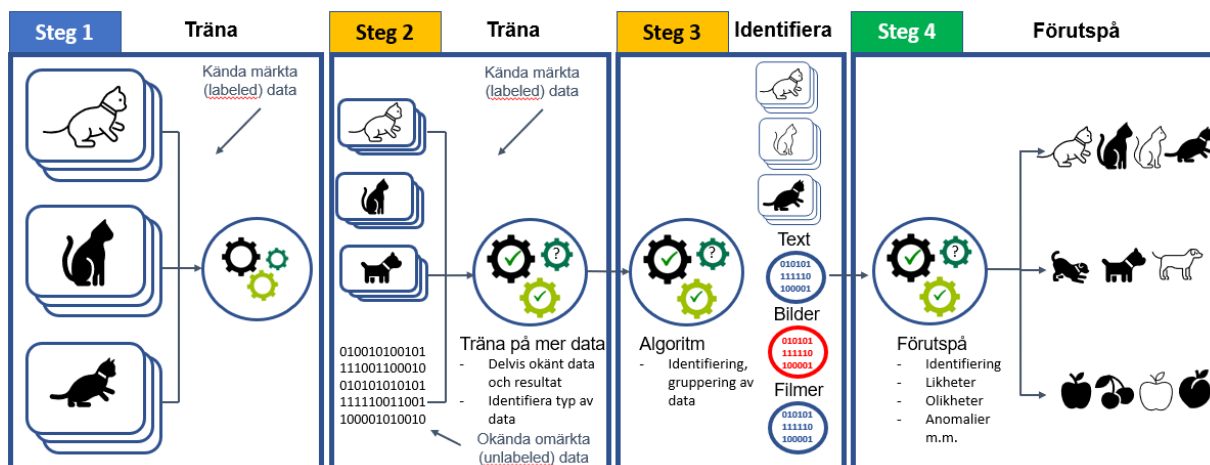 Steg 1
Träna
Kända märkta
(labeled) data
Steg 2
Träna
Kända märkta
(labeled) data
010010100101
111001100010
010101010101
111110011001
100001010010
?
Träna på mer data
- Delvis okänt data
och resultat
- Identifiera typ av
data
Okända omärkta
(unlabeled) data
Steg 3
Identifiera
?
Algoritm
- Identifiering,
gruppering av
data
Text
010101
111110
100001
Bilder
010101
111110
100001
Filmer
010101
111110
100001
Steg 4
Förutspå
?
Förutspå
- Identifiering
- Likheter
- Olikheter
- Anomalier
m.m.